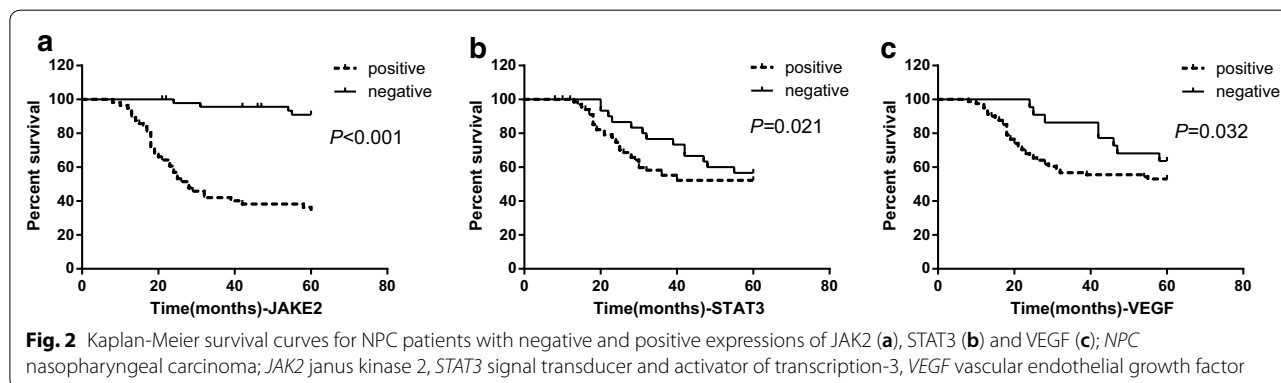 a
positive
negative
120
100
80
60
40
20
0
Percent survival
P<0.001
0 20 40 60 80
Time(months)-JAKE2
b
positive
negative
120
100
80
60
40
20
0
Percent survival
P=0.021
0 20 40 60 80
Time(months)-STAT3
c
positive
negative
120
100
80
60
40
20
0
Percent survival
P=0.032
0 20 40 60 80
Time(months)-VEGF
Fig. 2 Kaplan-Meier survival curves for NPC patients with negative and positive expressions of JAK2 (a), STAT3 (b) and VEGF (c); NPC
nasopharyngeal carcinoma; JAK2 janus kinase 2, STAT3 signal transducer and activator of transcription-3, VEGF vascular endothelial growth factor